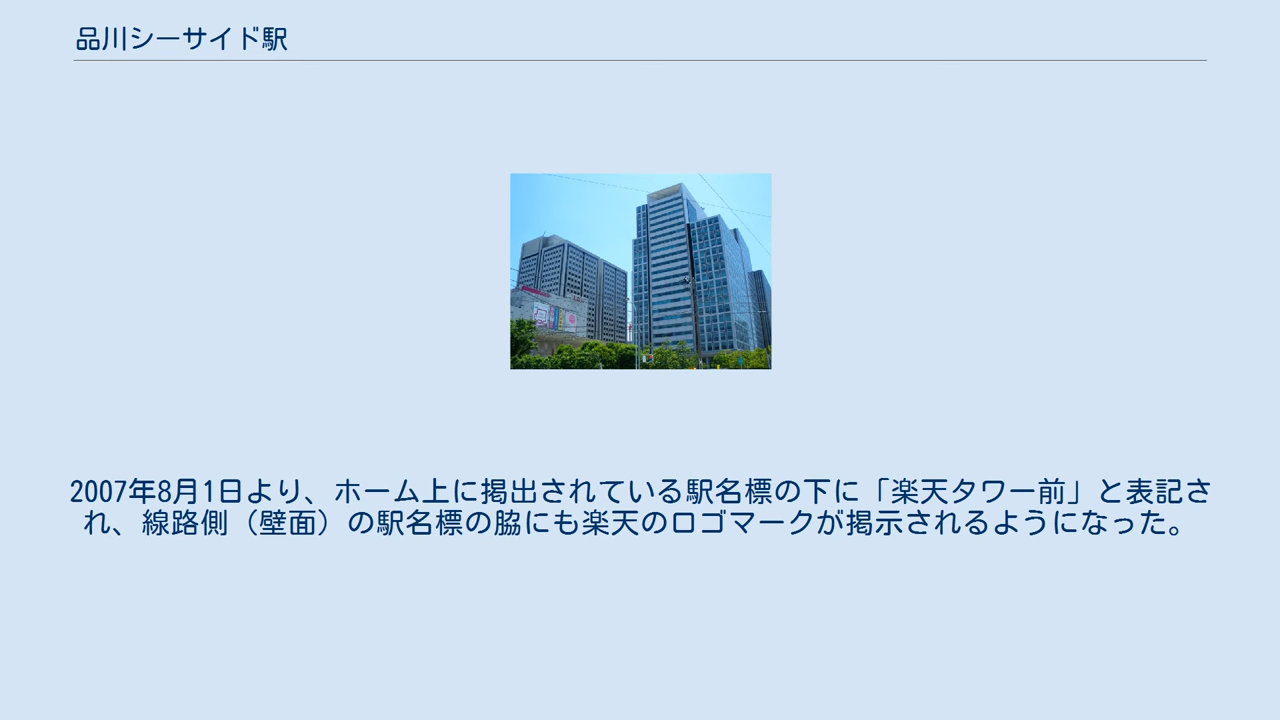 品川シーサイド駅
2007年8月1日より、ホーム上に掲出されている駅名標の下に「楽天タワー前」と表記さ
れ、線路側（壁面）の駅名標の脇にも楽天のロゴマークが掲示されるようになった。